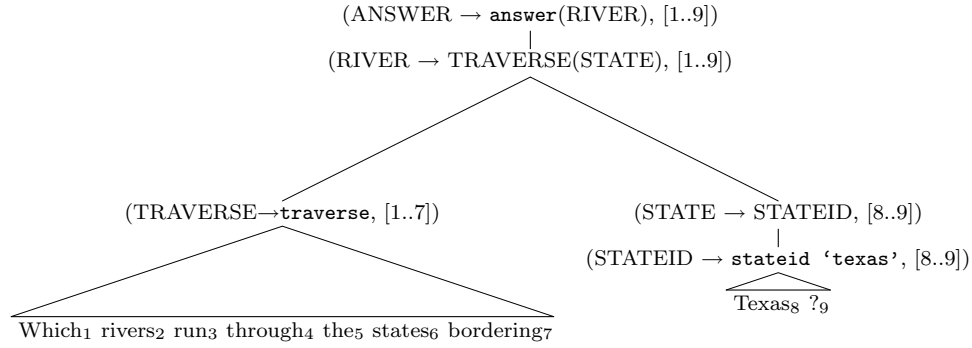 (ANSWER → answer(RIVER), [1..9])
(RIVER → TRAVERSE(STATE), [1..9])
(TRAVERSE→traverse, [1..7])
(STATE → STATEID, [8..9])
(STATEID → stateid ‘texas’, [8..9])
Texas₈ ?₉
Which₁ rivers₂ run₃ through₄ the₅ states₆ bordering₇